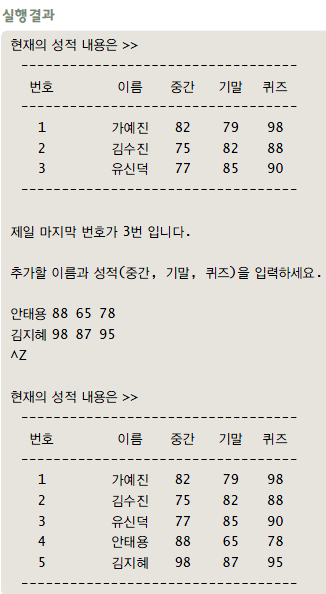 실행결과
현재의 성적 내용은 >>
---------------------------------
번호 이름 중간 기말 퀴즈
---------------------------------
1 가예진 82 79 98
2 김수진 75 82 88
3 유신덕 77 85 90
---------------------------------
제일 마지막 번호가 3번 입니다.
추가할 이름과 성적(중간, 기말, 퀴즈)을 입력하세요.
안태용 88 65 78
김지혜 98 87 95
^Z
현재의 성적 내용은 >>
---------------------------------
번호 이름 중간 기말 퀴즈
---------------------------------
1 가예진 82 79 98
2 김수진 75 82 88
3 유신덕 77 85 90
4 안태용 88 65 78
5 김지혜 98 87 95
---------------------------------